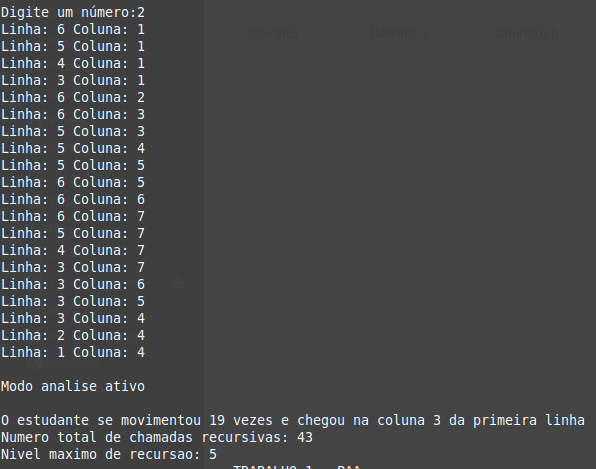 Digite um número:2
Linha: 6 Coluna: 1
Linha: 5 Coluna: 1
Linha: 4 Coluna: 1
Linha: 3 Coluna: 1
Linha: 6 Coluna: 2
Linha: 6 Coluna: 3
Linha: 5 Coluna: 3
Linha: 5 Coluna: 4
Linha: 5 Coluna: 5
Linha: 6 Coluna: 5
Linha: 6 Coluna: 6
Linha: 6 Coluna: 7
Linha: 5 Coluna: 7
Linha: 4 Coluna: 7
Linha: 3 Coluna: 7
Linha: 3 Coluna: 6
Linha: 3 Coluna: 5
Linha: 3 Coluna: 4
Linha: 2 Coluna: 4
Linha: 1 Coluna: 4
Modo analise ativo
O estudante se movimentou 19 vezes e chegou na coluna 3 da primeira linha
Numero total de chamadas recursivas: 43
Nivel maximo de recursao: 5
TRABALHO 1 - PAA